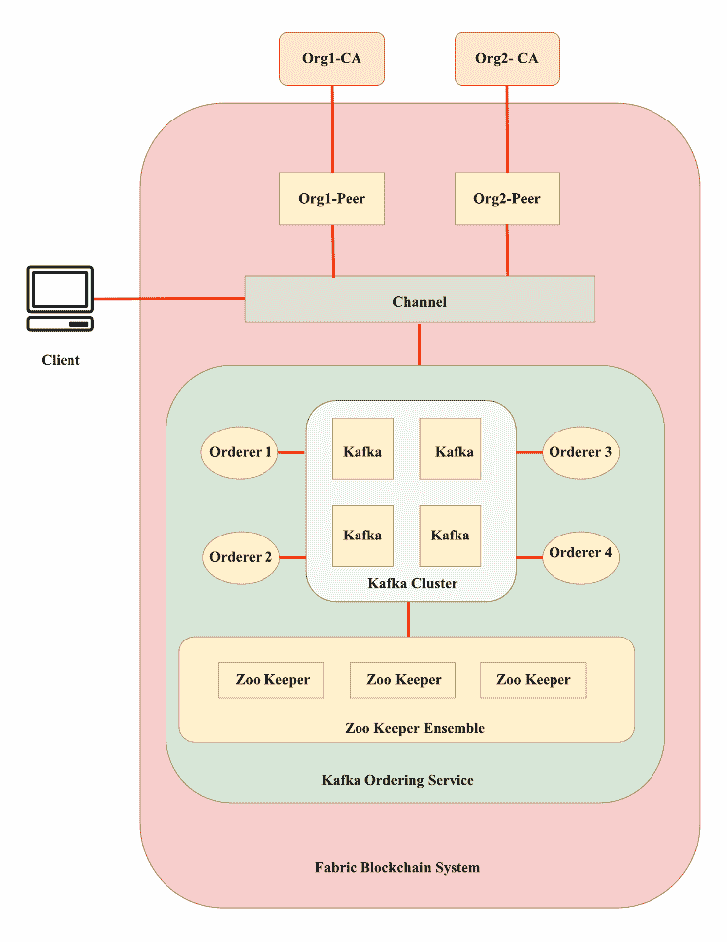 Org1-CA
Org2- CA
Org1-Peer
Org2-Peer
Channel
Client
Orderer 1
Kafka
Kafka
Orderer 3
Orderer 2
Kafka
Kafka
Orderer 4
Kafka Cluster
Zoo Keeper
Zoo Keeper
Zoo Keeper
Zoo Keeper Ensemble
Kafka Ordering Service
Fabric Blockchain System